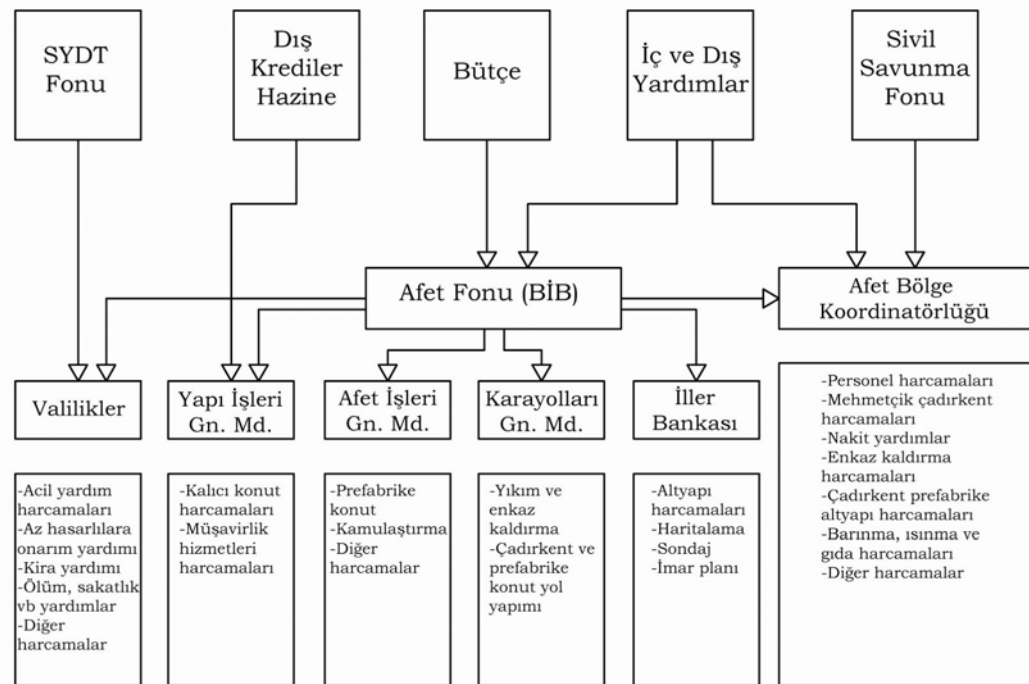 SYDT
Fonu
Dış
Krediler
Hazine
Bütçe
İç ve Dış
Yardımlar
Sivil
Savunma
Fonu
Afet Fonu (BİB)
Afet Bölge
Koordinatörlüğü
Valilikler
Yapı İşleri
Gn. Md.
Afet İşleri
Gn. Md.
Karayolları
Gn. Md.
İller
Bankası
-Acil yardım
harcamaları
-Az hasarlılara
onarım yardımı
-Kira yardımı
-Ölüm, sakatlık
vb yardımlar
-Diğer
harcamalar
-Kalıcı konut
harcamaları
-Müşavirlik
hizmetleri
harcamaları
-Prefabrike
konut
-Kamulaştırma
-Diğer
harcamalar
-Yıkım ve
enkaz
kaldırma
-Çadırkent ve
prefabrike
konut yol
yapımı
-Altyapı
harcamaları
-Haritalama
-Sondaj
-İmar planı
-Personel harcamaları
-Mehmetçik çadırkent
harcamaları
-Nakit yardımlar
-Enkaz kaldırma
harcamaları
-Çadırkent prefabrike
altyapı harcamaları
-Barınma, ısınma ve
gıda harcamaları
-Diğer harcamalar